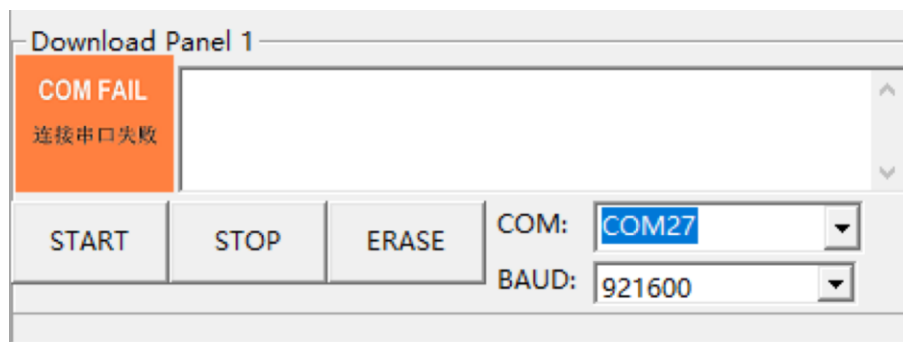 Download Panel 1
COM FAIL
连接串口失败
START
STOP
ERASE
COM:
COM27
BAUD:
921600